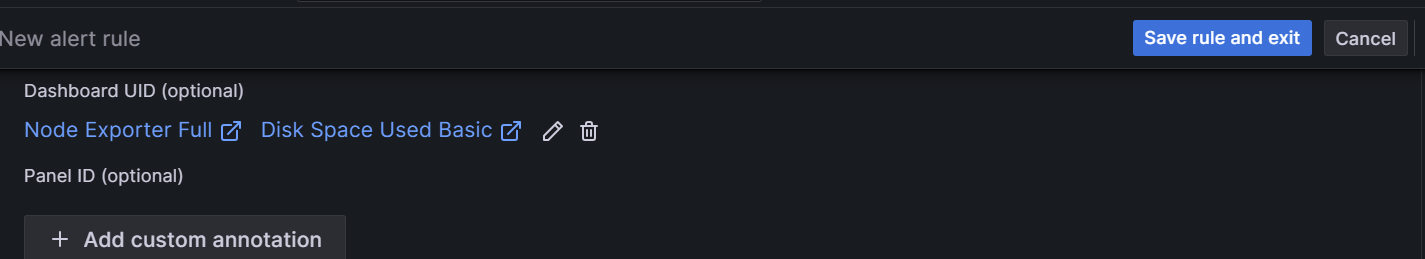 New alert rule Save rule and exit Cancel
Dashboard UID (optional)
Node Exporter Full Disk Space Used Basic
Panel ID (optional)
+ Add custom annotation